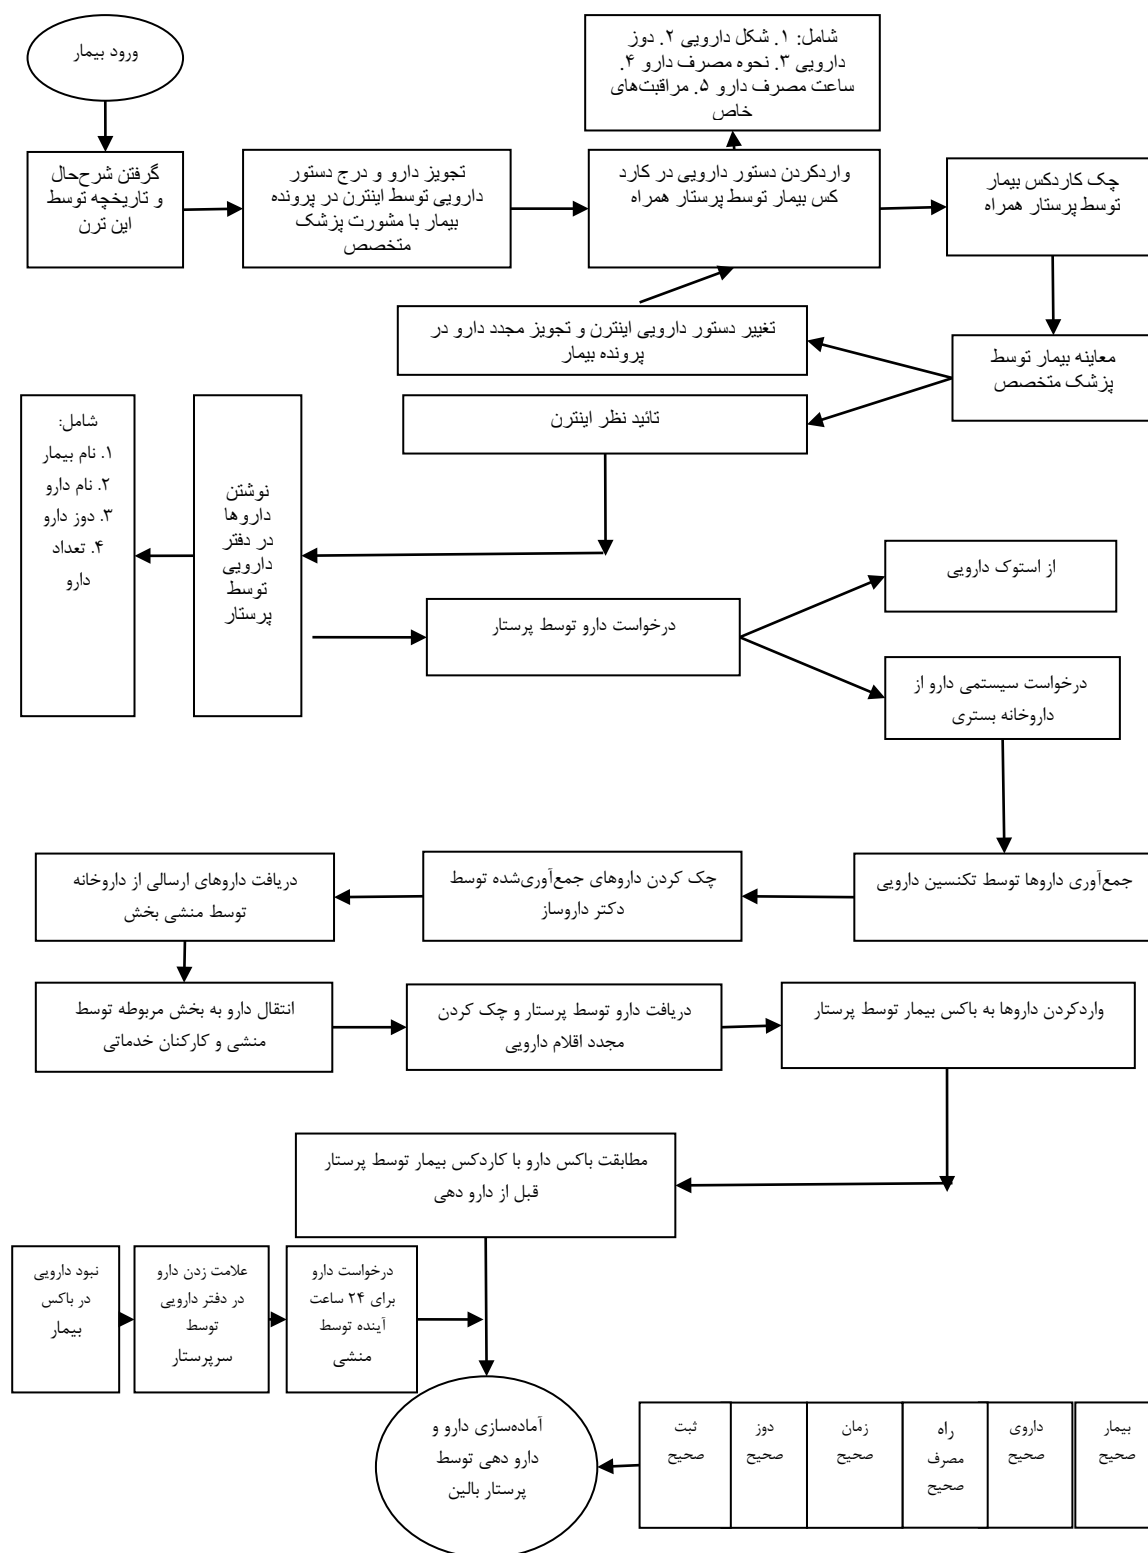 ورود بیمار
شامل: ۱. شکل دارویی ۲. دوز
دارویی ۳. نحوه مصرف دارو ۴.
ساعت مصرف دارو ۵. مراقبت‌های
خاص
گرفتن شرح‌حال
و تاریخچه توسط
این ترن
تجویز دارو و درج دستور
دارویی توسط اینترن در پرونده
بیمار با مشورت پزشک
متخصص
واردکردن دستور دارویی در کارد
کس بیمار توسط پرستار همراه
چک کاردکس بیمار
توسط پرستار همراه
تغییر دستور دارویی اینترن و تجویز مجدد دارو در
پرونده بیمار
معاینه بیمار توسط
پزشک متخصص
تائید نظر اینترن
شامل:
۱. نام بیمار
۲. نام دارو
۳. دوز دارو
۴. تعداد
دارو
نوشتن
داروها
در دفتر
دارویی
توسط
پرستار
درخواست دارو توسط پرستار
از استوک دارویی
درخواست سیستمی دارو از
داروخانه بستری
جمع‌آوری داروها توسط تکنسین دارویی
چک کردن داروهای جمع‌آوری‌شده توسط
دکتر داروساز
دریافت داروهای ارسالی از داروخانه
توسط منشی بخش
انتقال دارو به بخش مربوطه توسط
منشی و کارکنان خدماتی
دریافت دارو توسط پرستار و چک کردن
مجدد اقلام دارویی
واردکردن داروها به باکس بیمار توسط پرستار
مطابقت باکس دارو با کاردکس بیمار توسط پرستار
قبل از دارو دهی
نبود دارویی
در باکس
بیمار
علامت زدن دارو
در دفتر دارویی
توسط
سرپرستار
درخواست دارو
برای ۲۴ ساعت
آینده توسط
منشی
آماده‌سازی دارو و
دارو دهی توسط
پرستار بالین
بیمار
صحیح
داروی
صحیح
راه
مصرف
صحیح
زمان
صحیح
دوز
صحیح
ثبت
صحیح